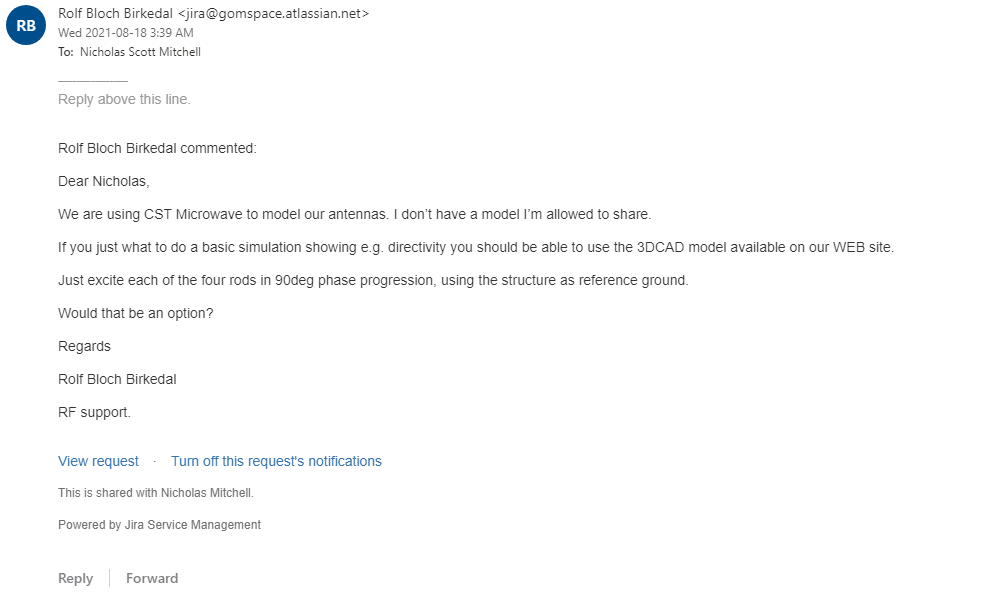 RB
Rolf Bloch Birkedal <jira@gomspace.atlassian.net>
Wed 2021-08-18 3:39 AM
To: Nicholas Scott Mitchell
Reply above this line.
Rolf Bloch Birkedal commented:
Dear Nicholas,
We are using CST Microwave to model our antennas. I don’t have a model I’m allowed to share.
If you just what to do a basic simulation showing e.g. directivity you should be able to use the 3DCAD model available on our WEB site.
Just excite each of the four rods in 90deg phase progression, using the structure as reference ground.
Would that be an option?
Regards
Rolf Bloch Birkedal
RF support.
View request · Turn off this request's notifications
This is shared with Nicholas Mitchell.
Powered by Jira Service Management
Reply Forward